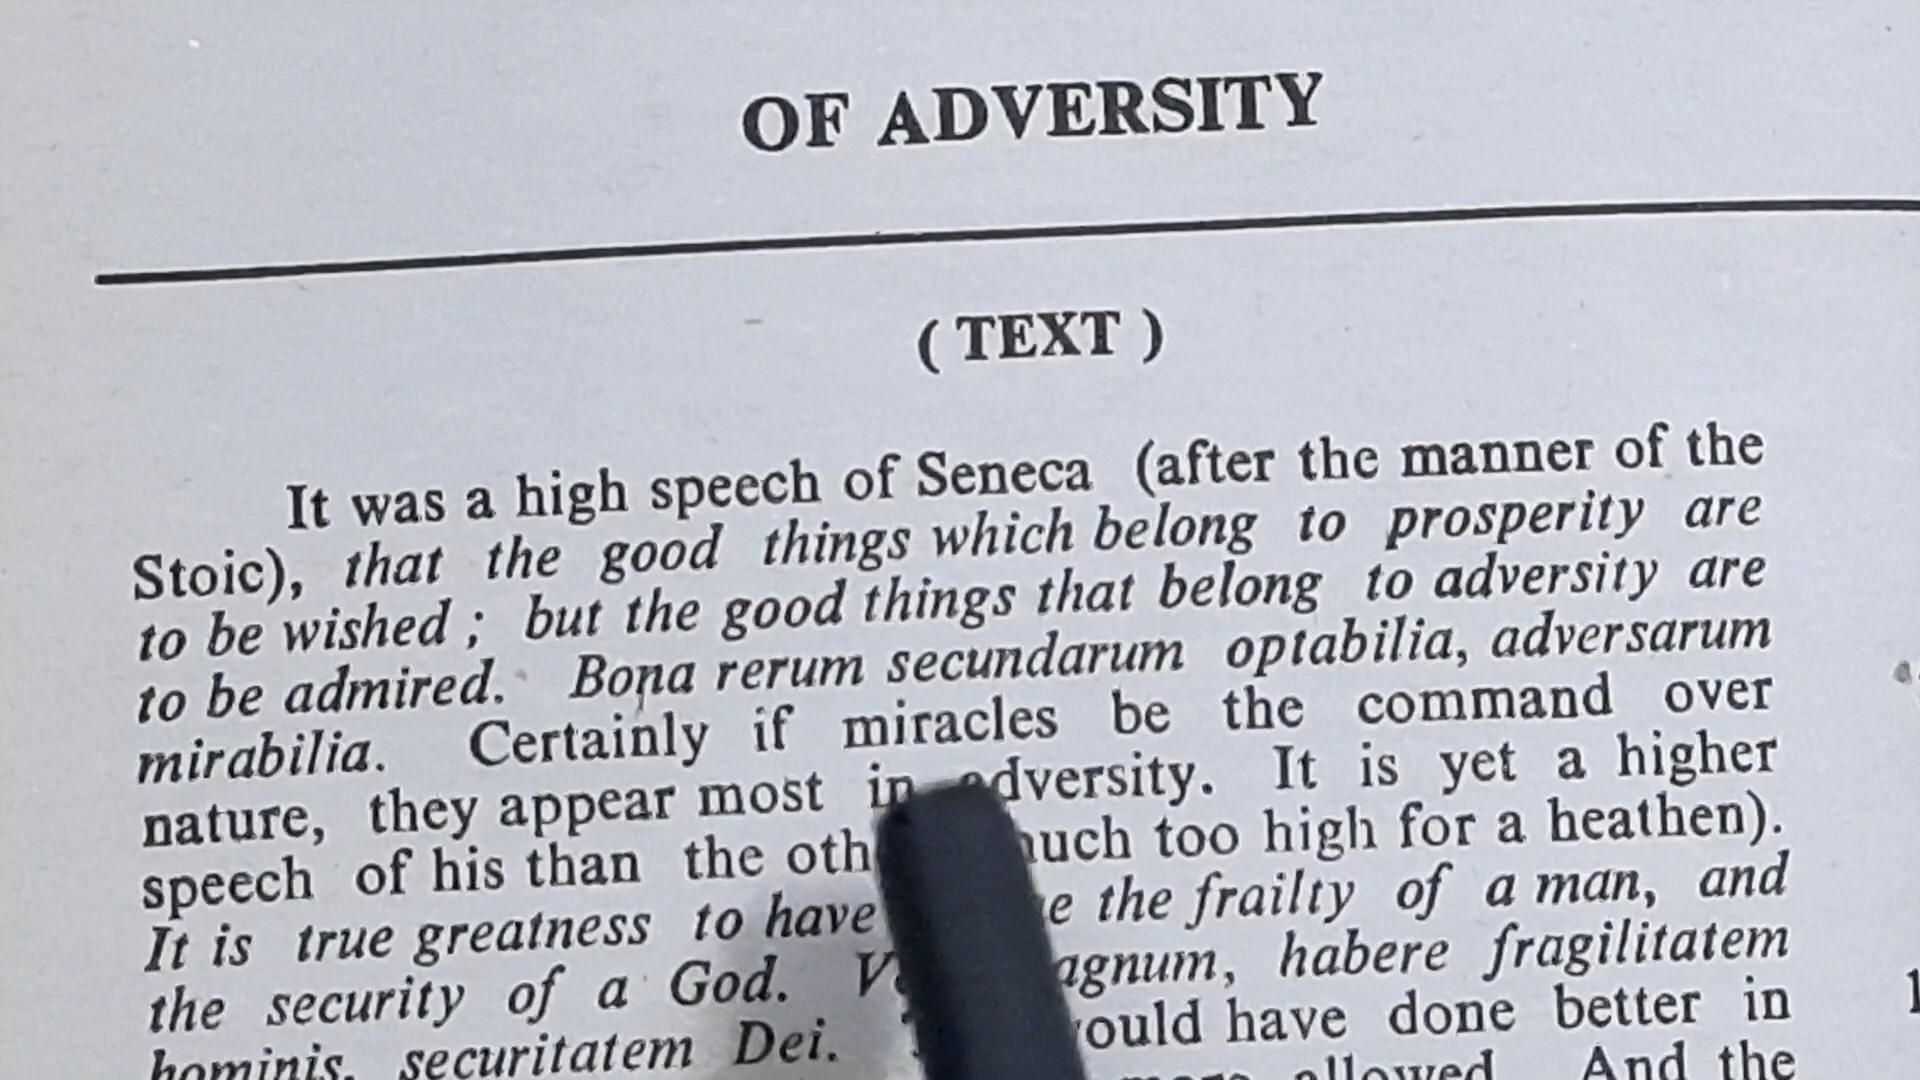 OF ADVERSITY
( TEXT )
It was a high speech of Seneca (after the manner of the
Stoic), that the good things which belong to prosperity are
to be wished ; but the good things that belong to adversity are
to be admired. Bona rerum secundarum optabilia, adversarum
mirabilia. Certainly if miracles be the command over
nature, they appear most in adversity. It is yet a higher
speech of his than the much too high for a heathen).
It is true greatness to have the frailty of a man, and
the security of a God. habere fragilitatem
hominis, securitatem Dei. have done better in
allowed. And the